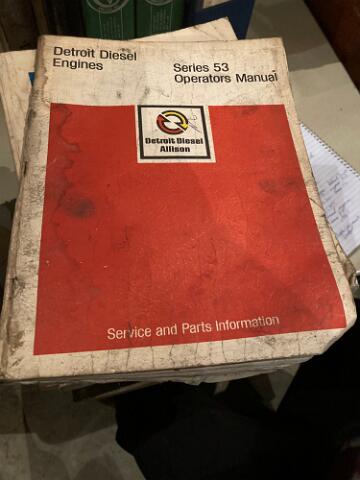 Detroit Diesel
Engines
Series 53
Operators Manual
Detroit Diesel
Allison
Service and Parts Information